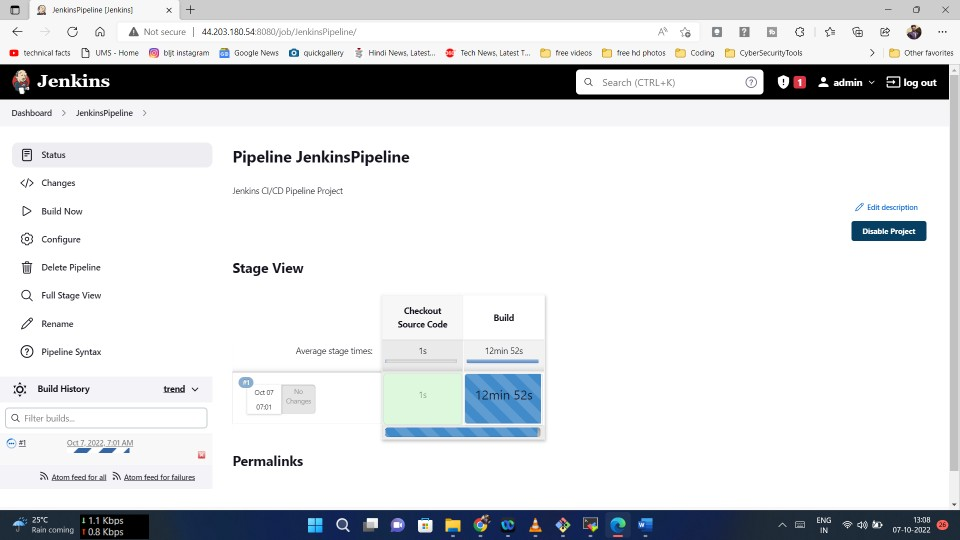 JenkinsPipeline [Jenkins]
Not secure
44.203.180.54:8080/job/JenkinsPipeline/
technical facts
UMS - Home
bljt instagram
Google News
quickgallery
Hindi News, Latest...
Tech News, Latest T...
free videos
free hd photos
Coding
CyberSecurityTools
Other favorites
Jenkins
Search (CTRL+K)
1
admin
log out
Dashboard
JenkinsPipeline
Status
Changes
Build Now
Configure
Delete Pipeline
Full Stage View
Rename
Pipeline Syntax
Build History
trend
Filter builds...
#1
Oct 7, 2022, 7:01 AM
Atom feed for all
Atom feed for failures
Pipeline JenkinsPipeline
Jenkins CI/CD Pipeline Project
Edit description
Disable Project
Stage View
Checkout
Source Code
Build
Average stage times:
1s
12min 52s
#1
Oct 07
07:01
No
Changes
1s
12min 52s
Permalinks
25°C
Rain coming
1.1 Kbps
0.8 Kbps
ENG
IN
13:08
07-10-2022
26